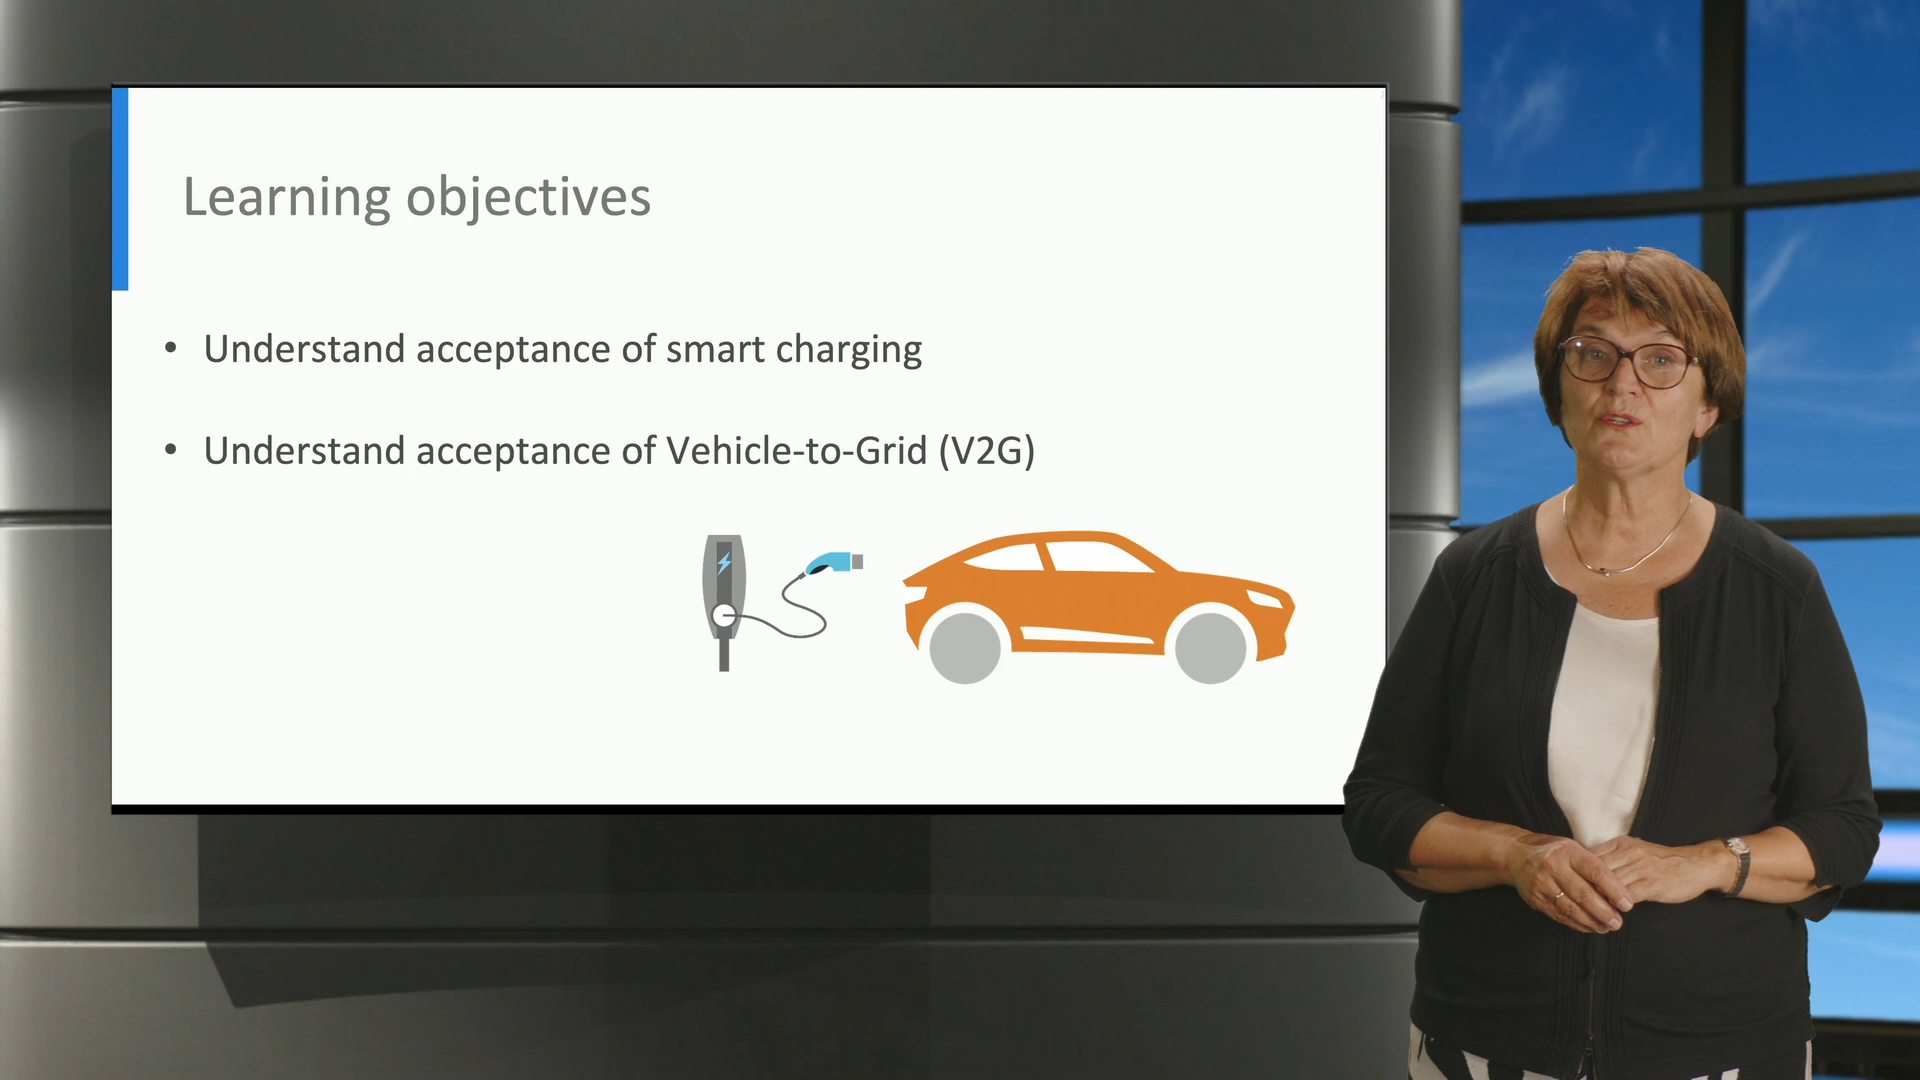 Learning objectives
• Understand acceptance of smart charging
• Understand acceptance of Vehicle-to-Grid (V2G)